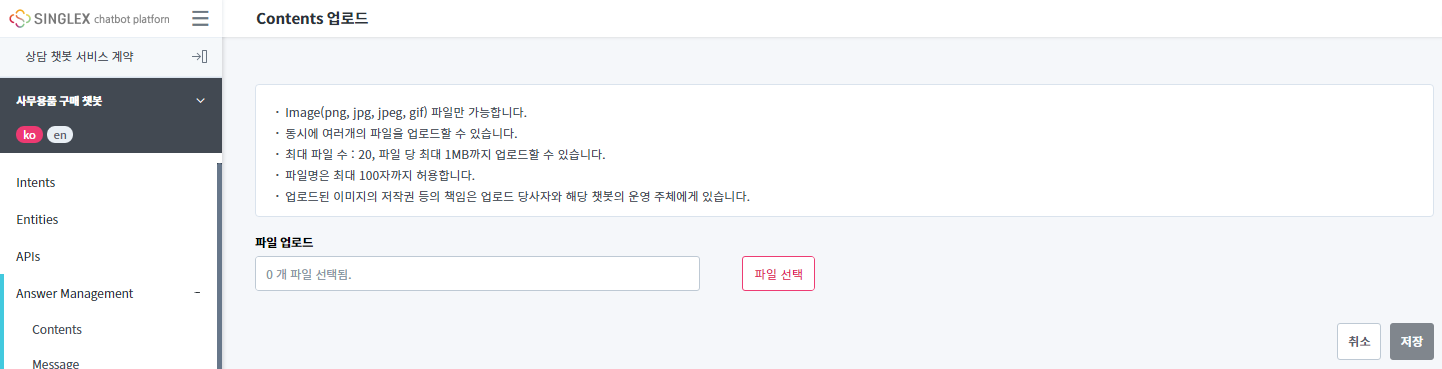 SINGLEX chatbot platform
Contents 업로드
상담 챗봇 서비스 계약
사무용품 구매 챗봇
ko en
Intents
Entities
APIs
Answer Management
Contents
Message
· Image(png, jpg, jpeg, gif) 파일만 가능합니다.
· 동시에 여러개의 파일을 업로드할 수 있습니다.
· 최대 파일 수 : 20, 파일 당 최대 1MB까지 업로드할 수 있습니다.
· 파일명은 최대 100자까지 허용합니다.
· 업로드된 이미지의 저작권 등의 책임은 업로드 당사자와 해당 챗봇의 운영 주체에게 있습니다.
파일 업로드
0 개 파일 선택됨.
파일 선택
취소
저장